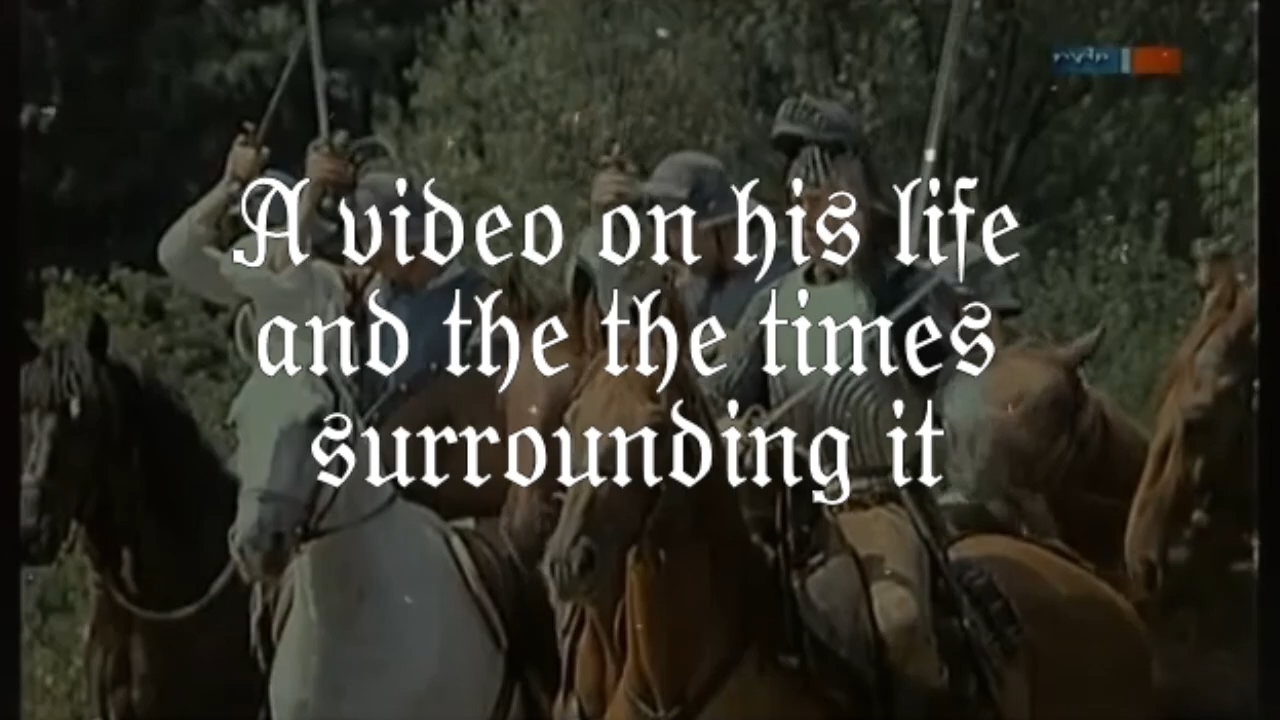 A video on his life
and the the times
surrounding it